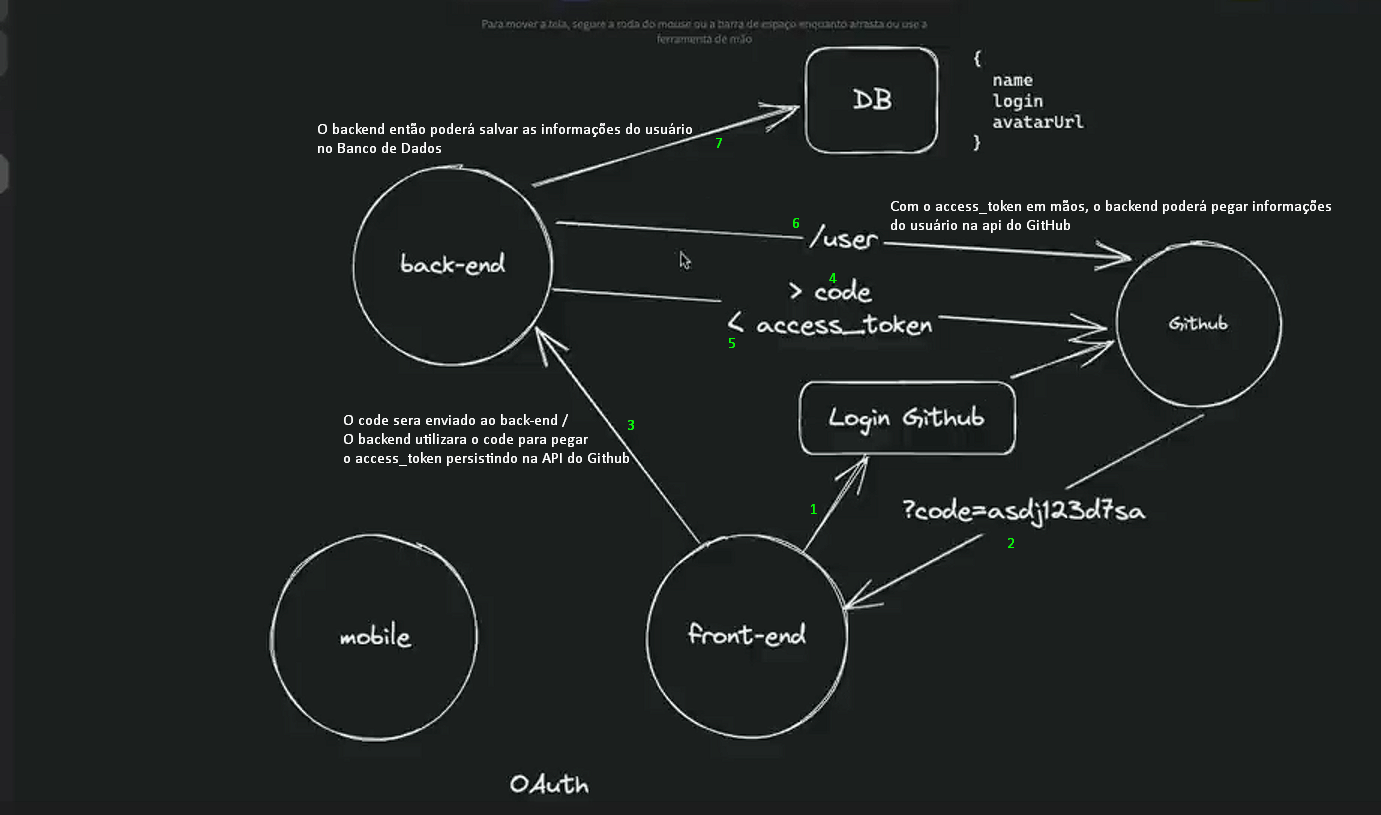 Para mover a tela, segure a roda do mouse ou a barra de espaço enquanto arrasta ou use a
ferramenta de mão
DB
{
name
login
avatarUrl
}
O backend então poderá salvar as informações do usuário
no Banco de Dados
7
Com o access_token em mãos, o backend poderá pegar informações
do usuário na api do GitHub
6
/user
back-end
4
> code
< access_token
5
Github
Login Github
O code sera enviado ao back-end /
O backend utilizara o code para pegar
o access_token persistindo na API do Github
3
1
?code=asdj123d7sa
2
mobile
front-end
OAuth